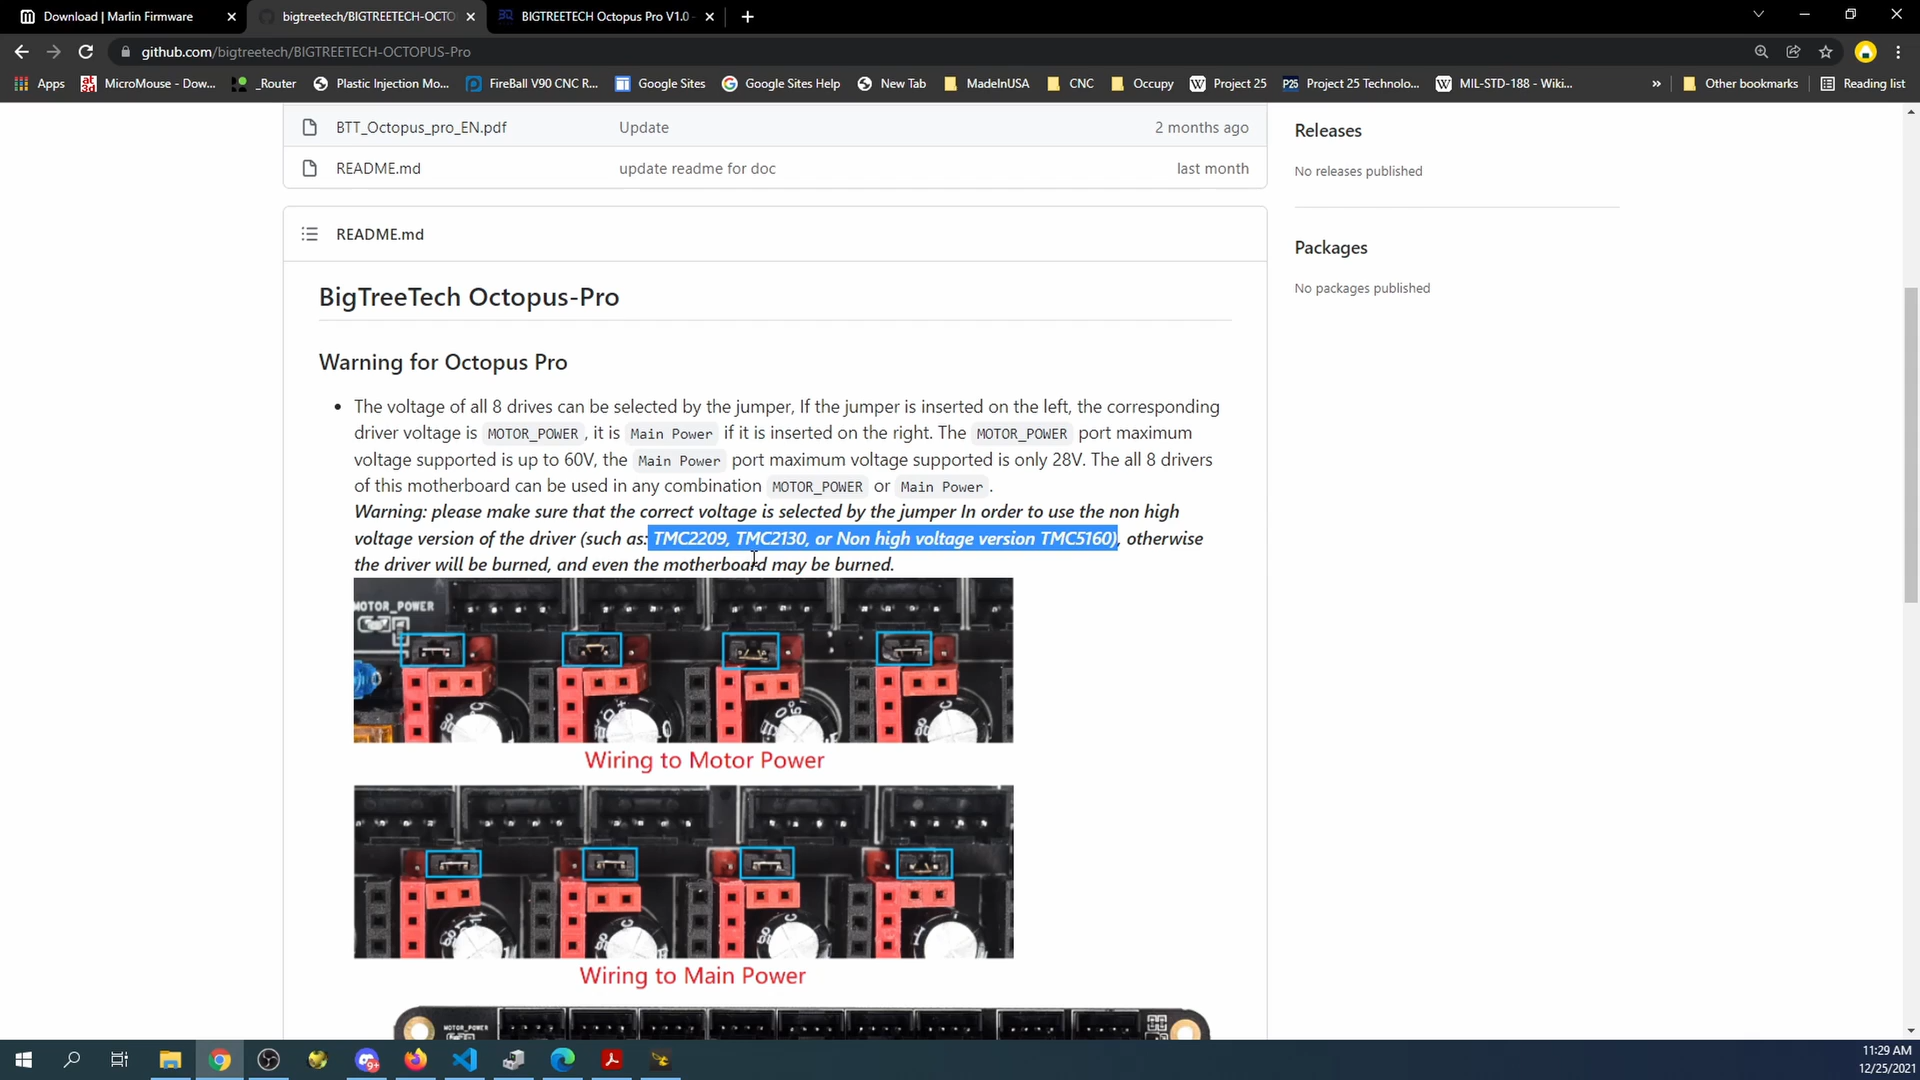 Download | Marlin Firmware
bigtreetech/BIGTREETECH-OCTO
BIGTREETECH Octopus Pro V1.0 -
github.com/bigtreetech/BIGTREETECH-OCTOPUS-Pro
Apps
MicroMouse - Dow...
_Router
Plastic Injection Mo...
FireBall V90 CNC R...
Google Sites
Google Sites Help
New Tab
MadeInUSA
CNC
Occupy
Project 25
P25 Project 25 Technolo...
MIL-STD-188 - Wiki...
»
Other bookmarks
Reading list
BTT_Octopus_pro_EN.pdf Update 2 months ago
README.md update readme for doc last month
Releases
No releases published
Packages
No packages published
README.md
BigTreeTech Octopus-Pro
Warning for Octopus Pro
The voltage of all 8 drives can be selected by the jumper, If the jumper is inserted on the left, the corresponding
driver voltage is MOTOR_POWER , it is Main Power if it is inserted on the right. The MOTOR_POWER port maximum
voltage supported is up to 60V, the Main Power port maximum voltage supported is only 28V. The all 8 drivers
of this motherboard can be used in any combination MOTOR_POWER or Main Power .
Warning: please make sure that the correct voltage is selected by the jumper In order to use the non high
voltage version of the driver (such as: TMC2209, TMC2130, or Non high voltage version TMC5160), otherwise
the driver will be burned, and even the motherboard may be burned.
MOTOR_POWER
Wiring to Motor Power
Wiring to Main Power
MOTOR_POWER
9+
11:29 AM
12/25/2021